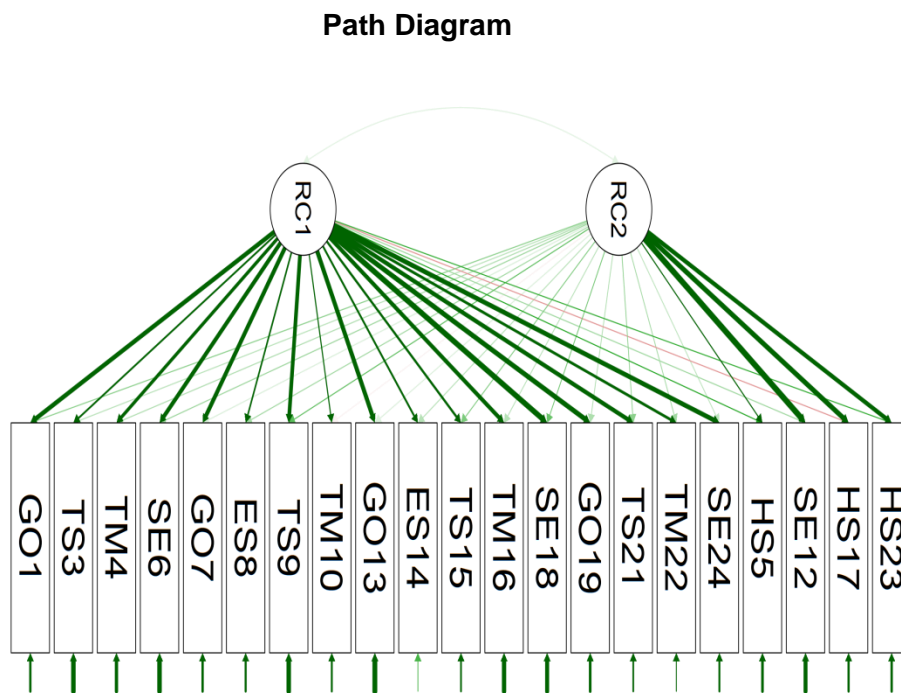 Path Diagram
RC1
RC2
GO1
TS3
TM4
SE6
GO7
ES8
TS9
TM10
GO13
ES14
TS15
TM16
SE18
GO19
TS21
TM22
SE24
HS5
SE12
HS17
HS23